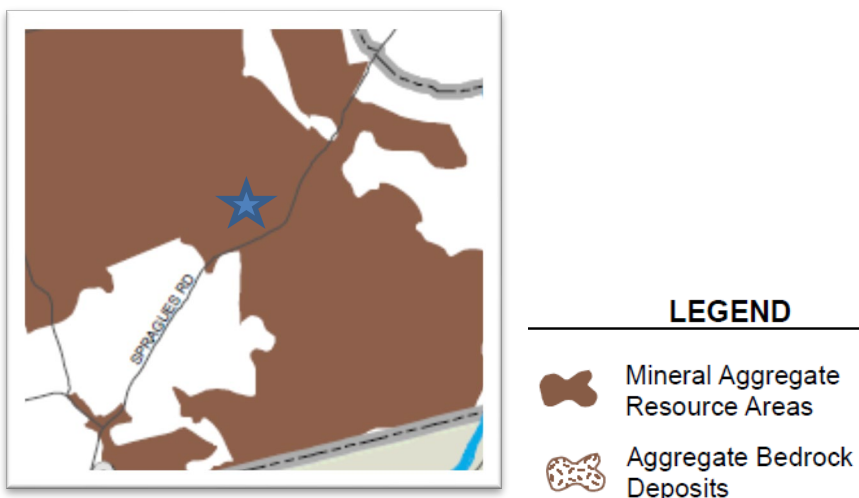 SPRAGUES RD
LEGEND
Mineral Aggregate
Resource Areas
Aggregate Bedrock
Deposits